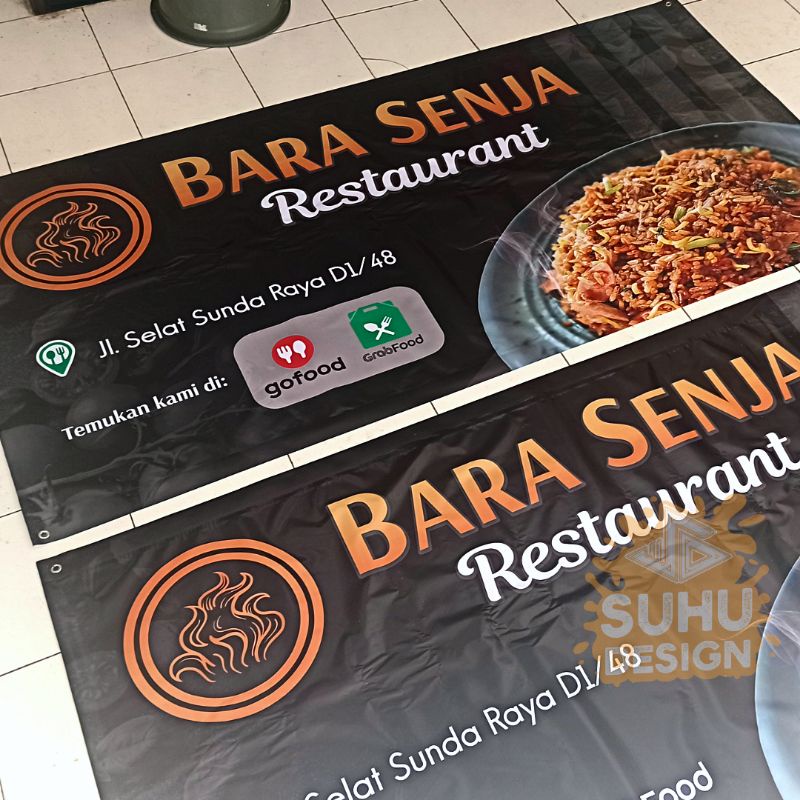 BARA SENJA
Restaurant
Jl. Selat Sunda Raya D1/48
Temukan kami di:
gofood
GrabFood
BARA SENJA
Restaurant
Selat Sunda Raya D1/48
Food
SUHU
DESIGN